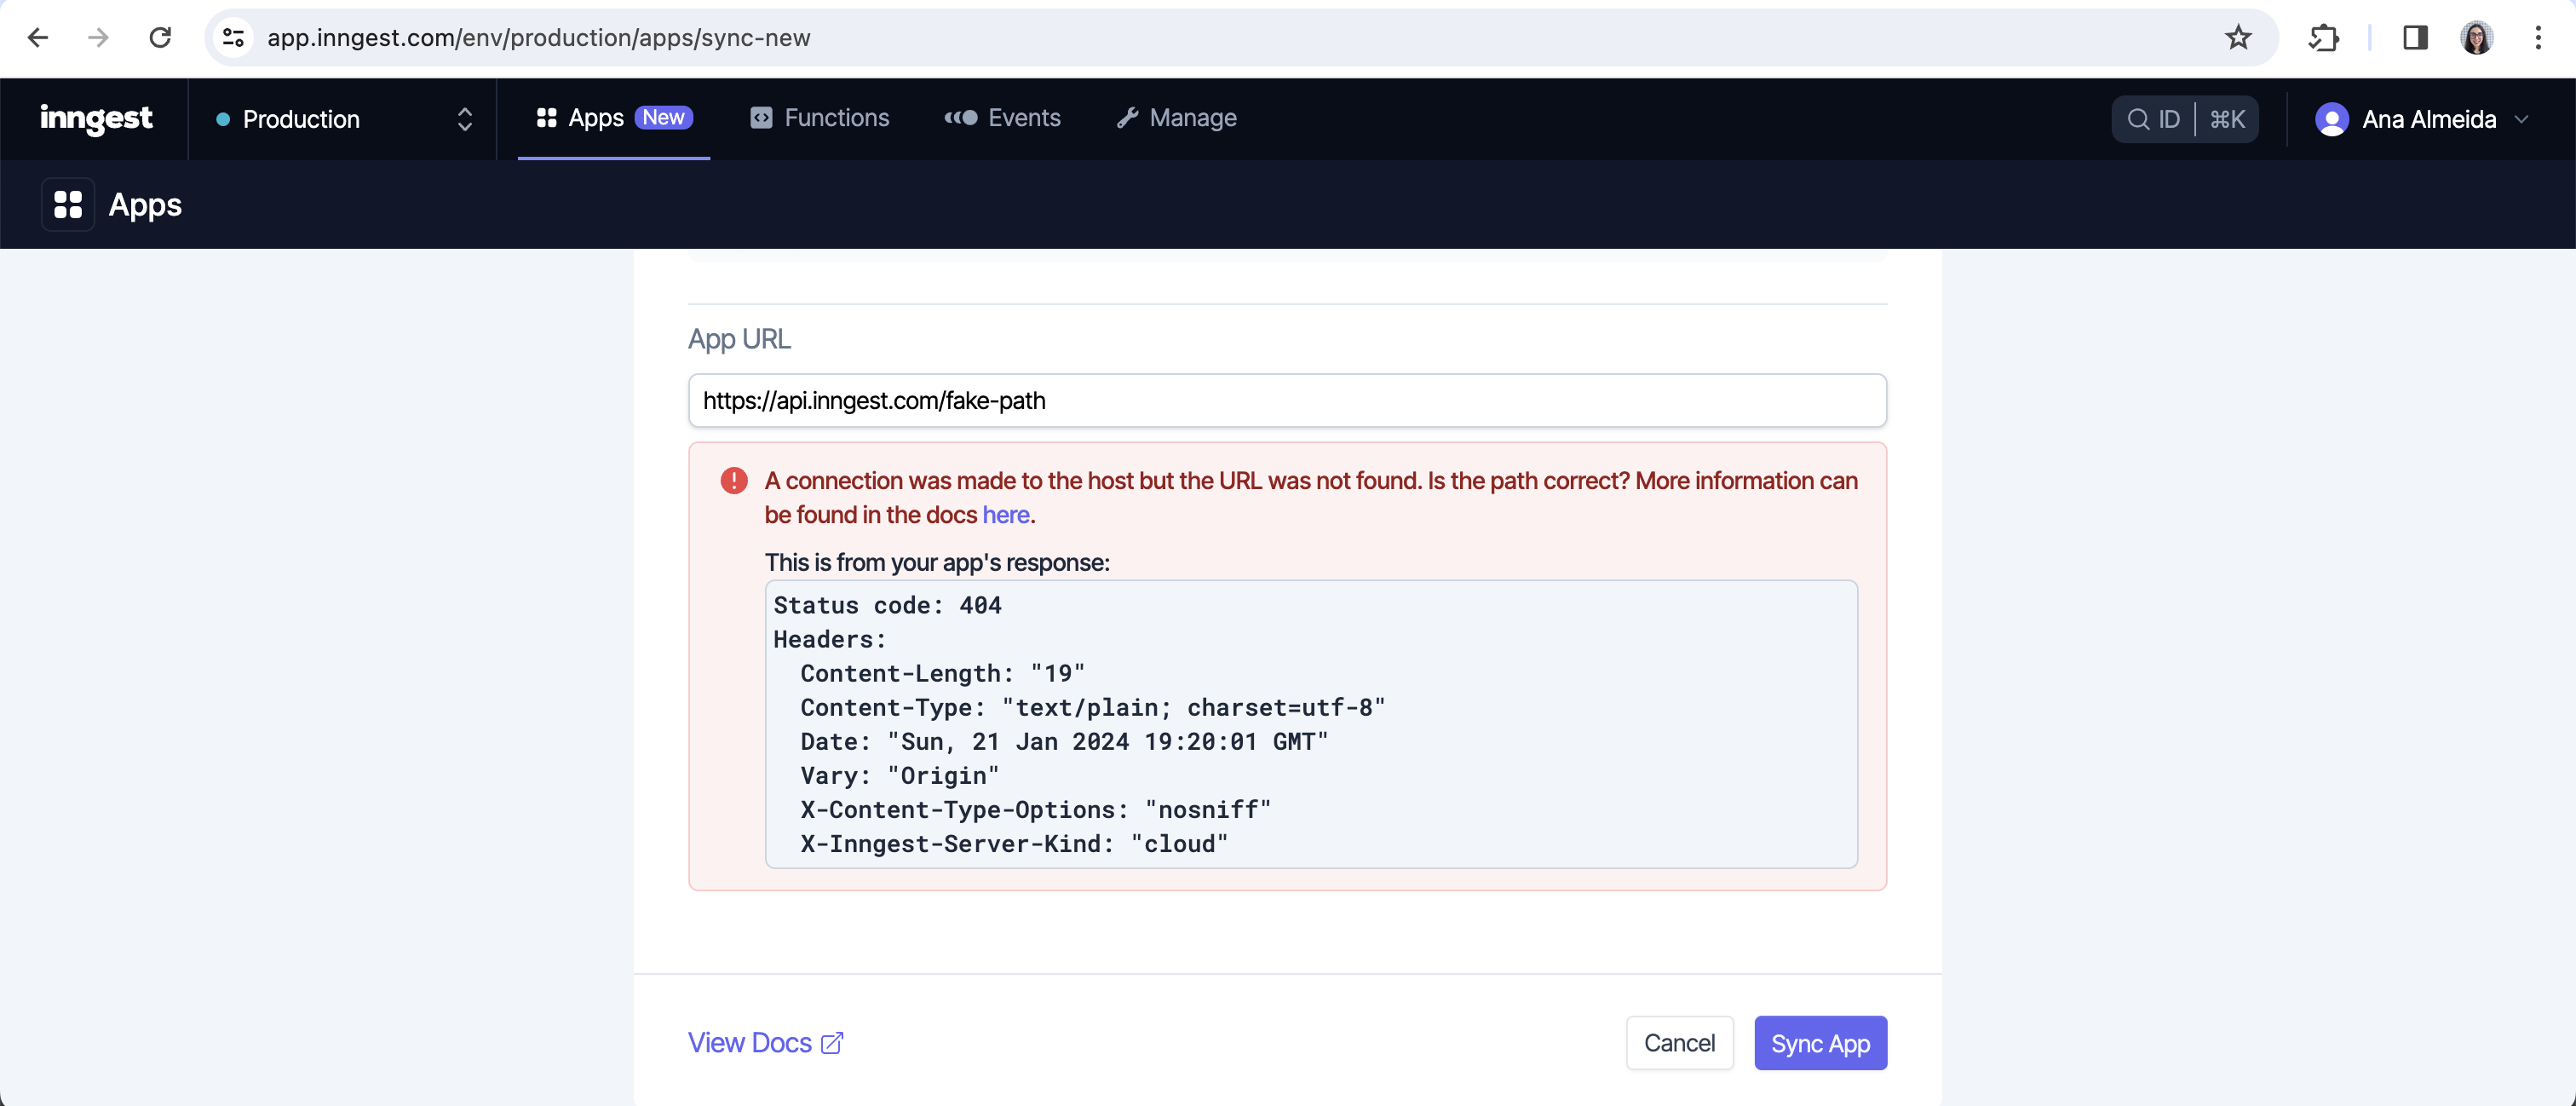 app.inngest.com/env/production/apps/sync-new
inngest
Production
Apps New
Functions
Events
Manage
ID ⌘K
Ana Almeida
Apps
App URL
https://api.inngest.com/fake-path
A connection was made to the host but the URL was not found. Is the path correct? More information can
be found in the docs here.
This is from your app's response:
Status code: 404
Headers:
  Content-Length: "19"
  Content-Type: "text/plain; charset=utf-8"
  Date: "Sun, 21 Jan 2024 19:20:01 GMT"
  Vary: "Origin"
  X-Content-Type-Options: "nosniff"
  X-Inngest-Server-Kind: "cloud"
View Docs
Cancel
Sync App